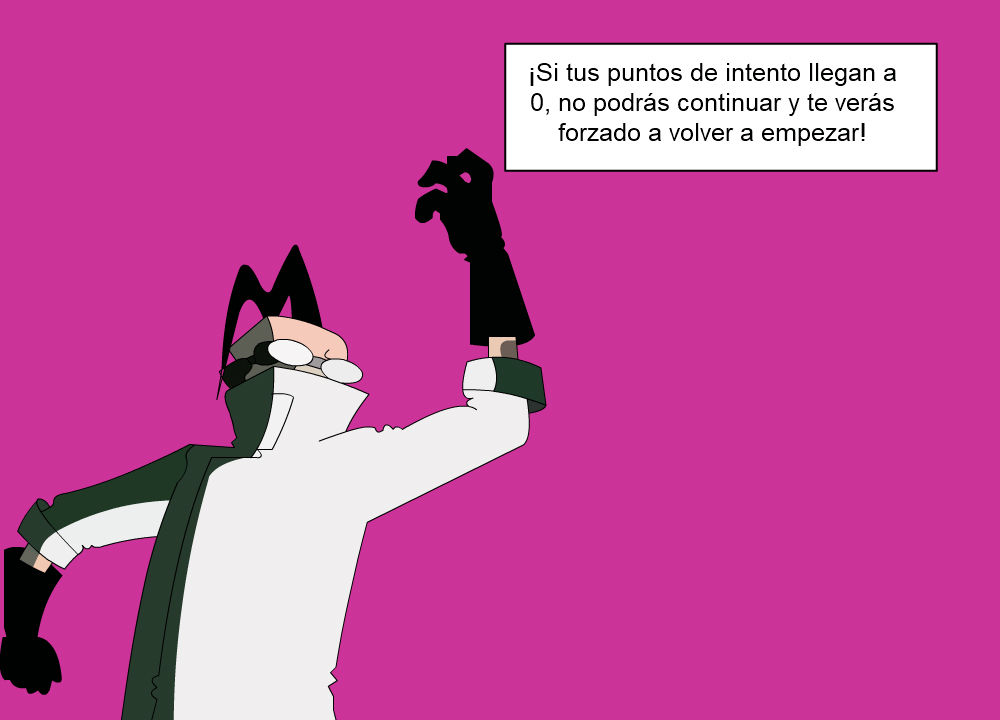 ¡Si tus puntos de intento llegan a
0, no podrás continuar y te verás
forzado a volver a empezar!